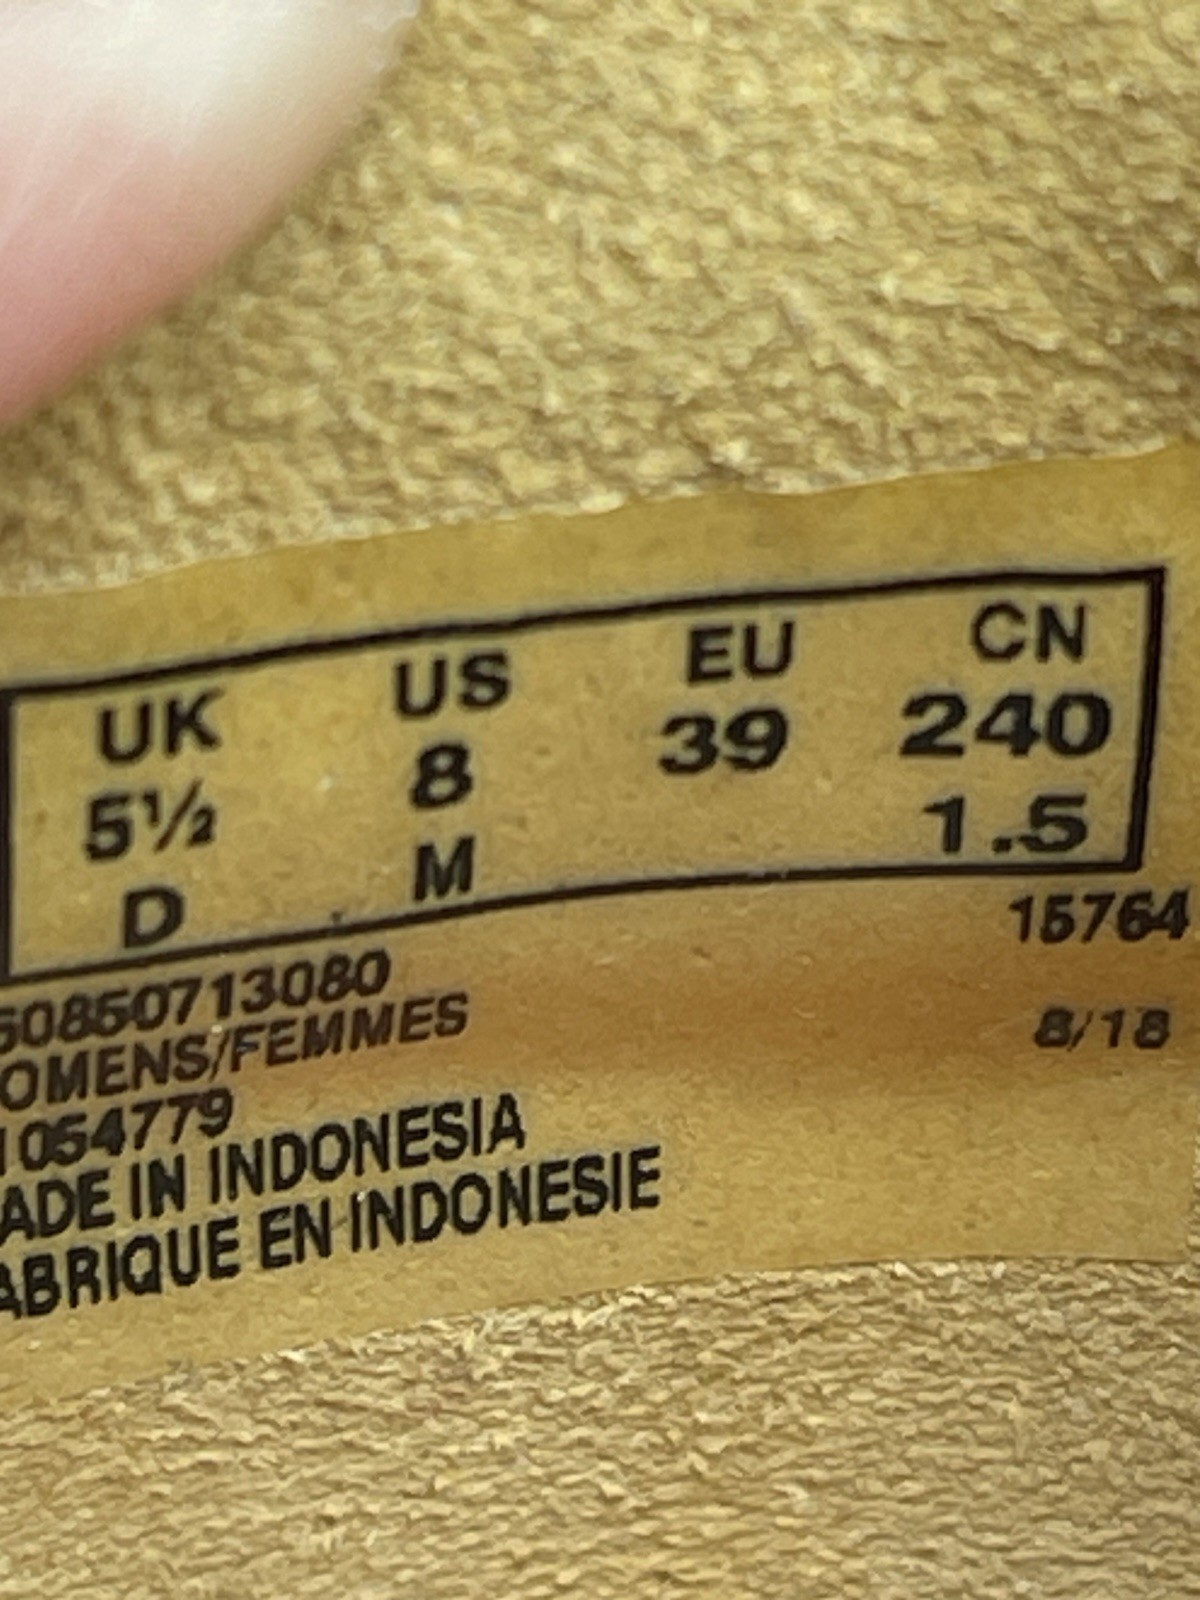 UK US EU CN
5½ 8 39 240
D M 1.5
15764
50850713080
OMENS/FEMMES 8/18
1054779
ADE IN INDONESIA
ABRIQUE EN INDONESIE